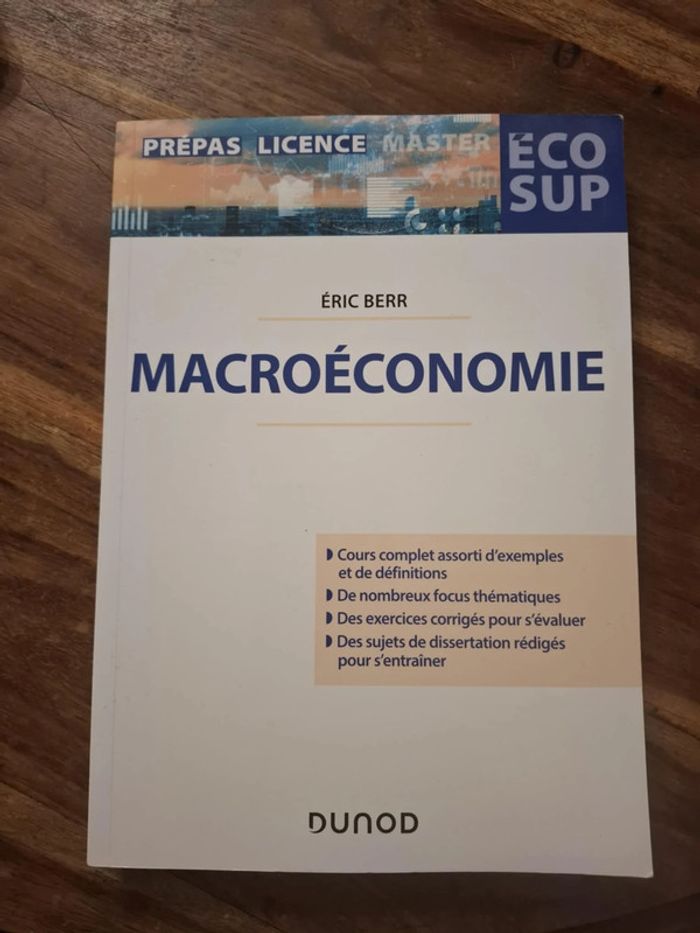 PRÉPAS LICENCE MASTER
ÉCO
SUP
ÉRIC BERR
MACROÉCONOMIE
Cours complet assorti d'exemples
et de définitions
De nombreux focus thématiques
Des exercices corrigés pour s'évaluer
Des sujets de dissertation rédigés
pour s'entraîner
DUNOD